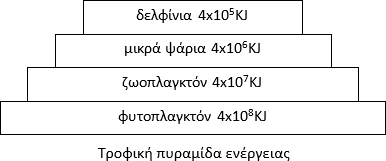 δελφίνια 4x10⁵KJ
μικρά ψάρια 4x10⁶KJ
ζωοπλαγκτόν 4x10⁷KJ
φυτοπλαγκτόν 4x10⁸KJ
Τροφική πυραμίδα ενέργειας